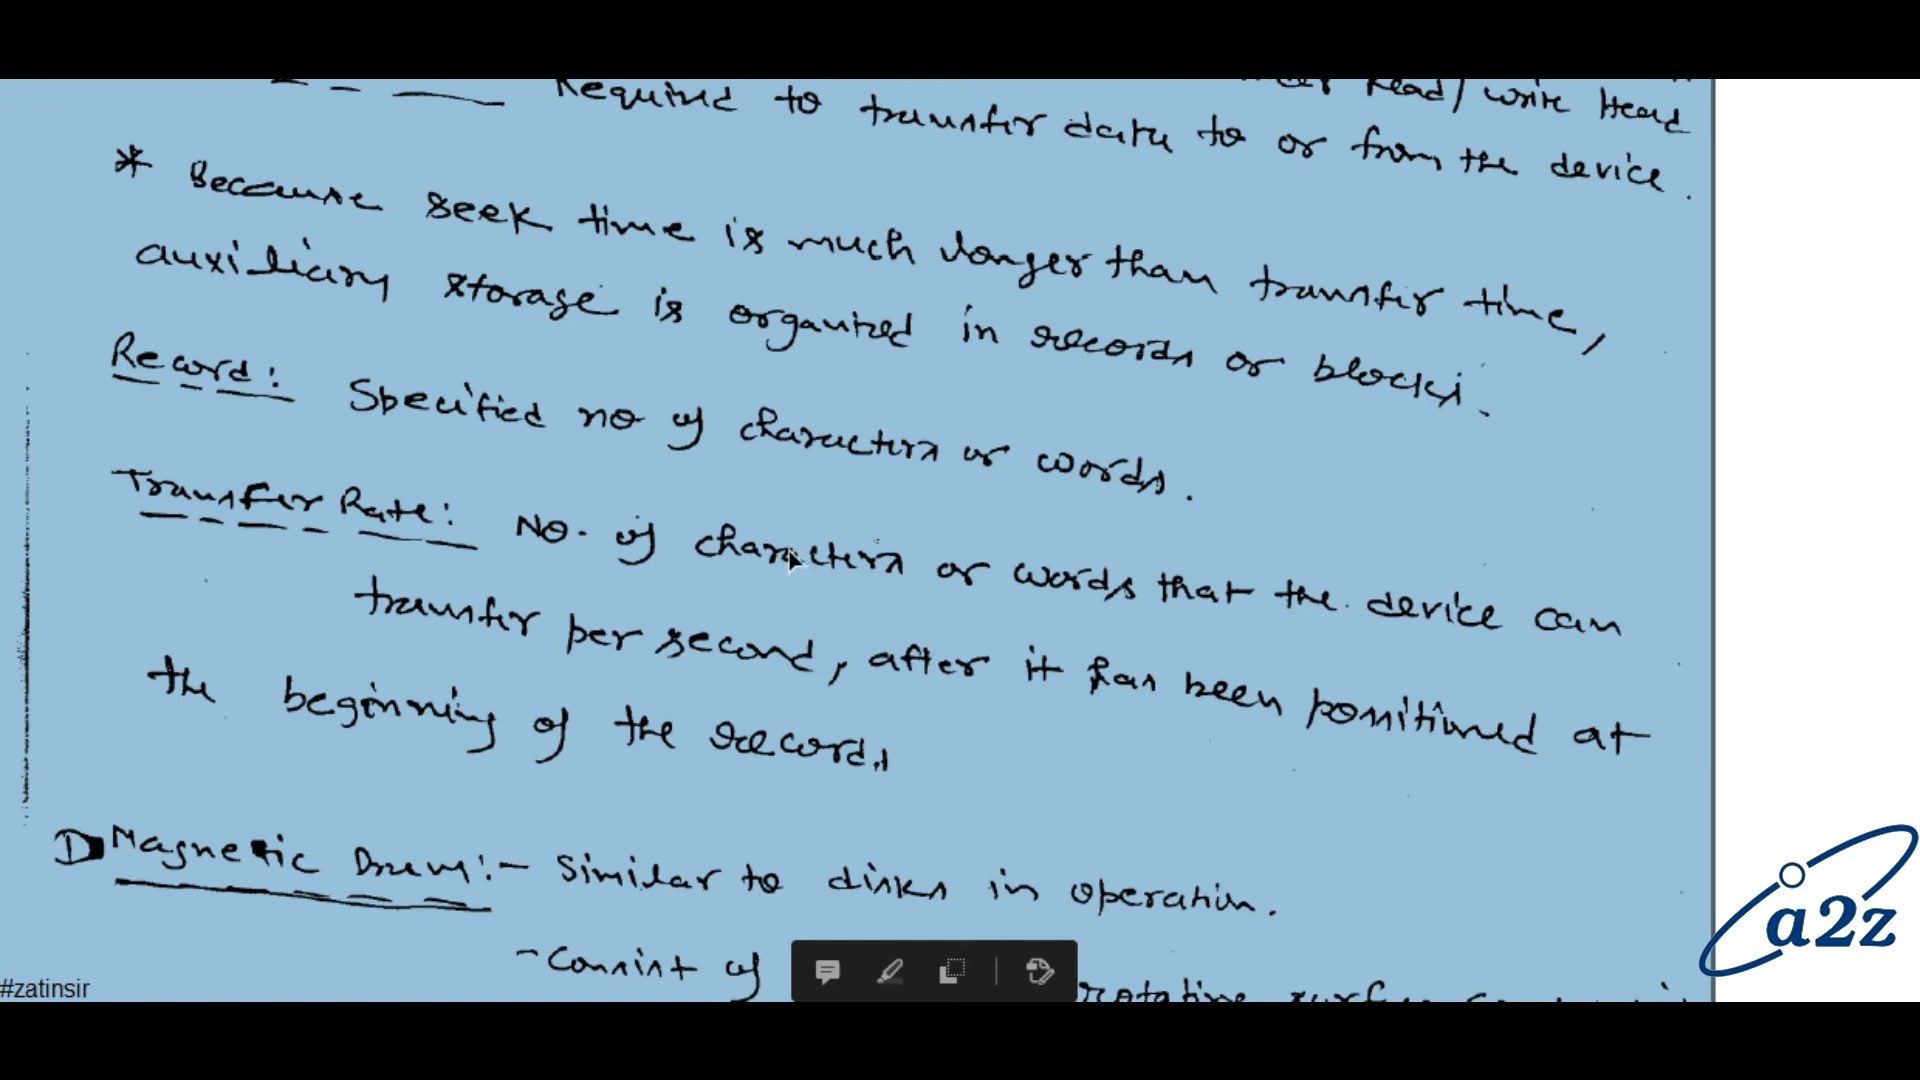 Read/ write Head
Required to transfer data to or from the device.
* Because seek time is much longer than transfer time,
auxiliary storage is organized in records or blocks.
Record: Specified no of characters or words.
Transfer Rate: No. of characters or words that the device can
transfer per second, after it has been possitioned at
the beginning of the record.
D Magnetic Drum:- Similar to disks in operation.
- Consist of
rotating surface
a2z
#zatinsir